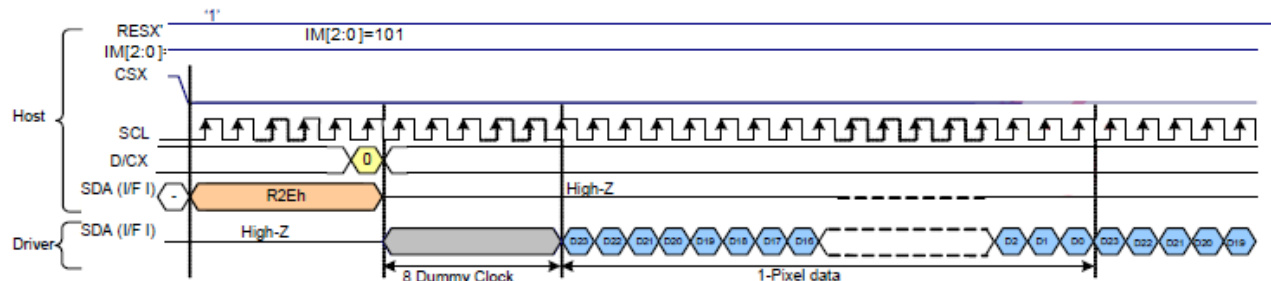 '1'
RESX'
IM[2:0]=101
IM[2:0]=
CSX
Host
SCL
D/CX
0
SDA (I/F I)
-
R2Eh
High-Z
SDA (I/F I)
Driver
High-Z
D23 D22 D21 D20 D19 D18 D17 D16 D2 D1 D0 D23 D22 D21 D20 D19
8 Dummy Clock
1-Pixel data